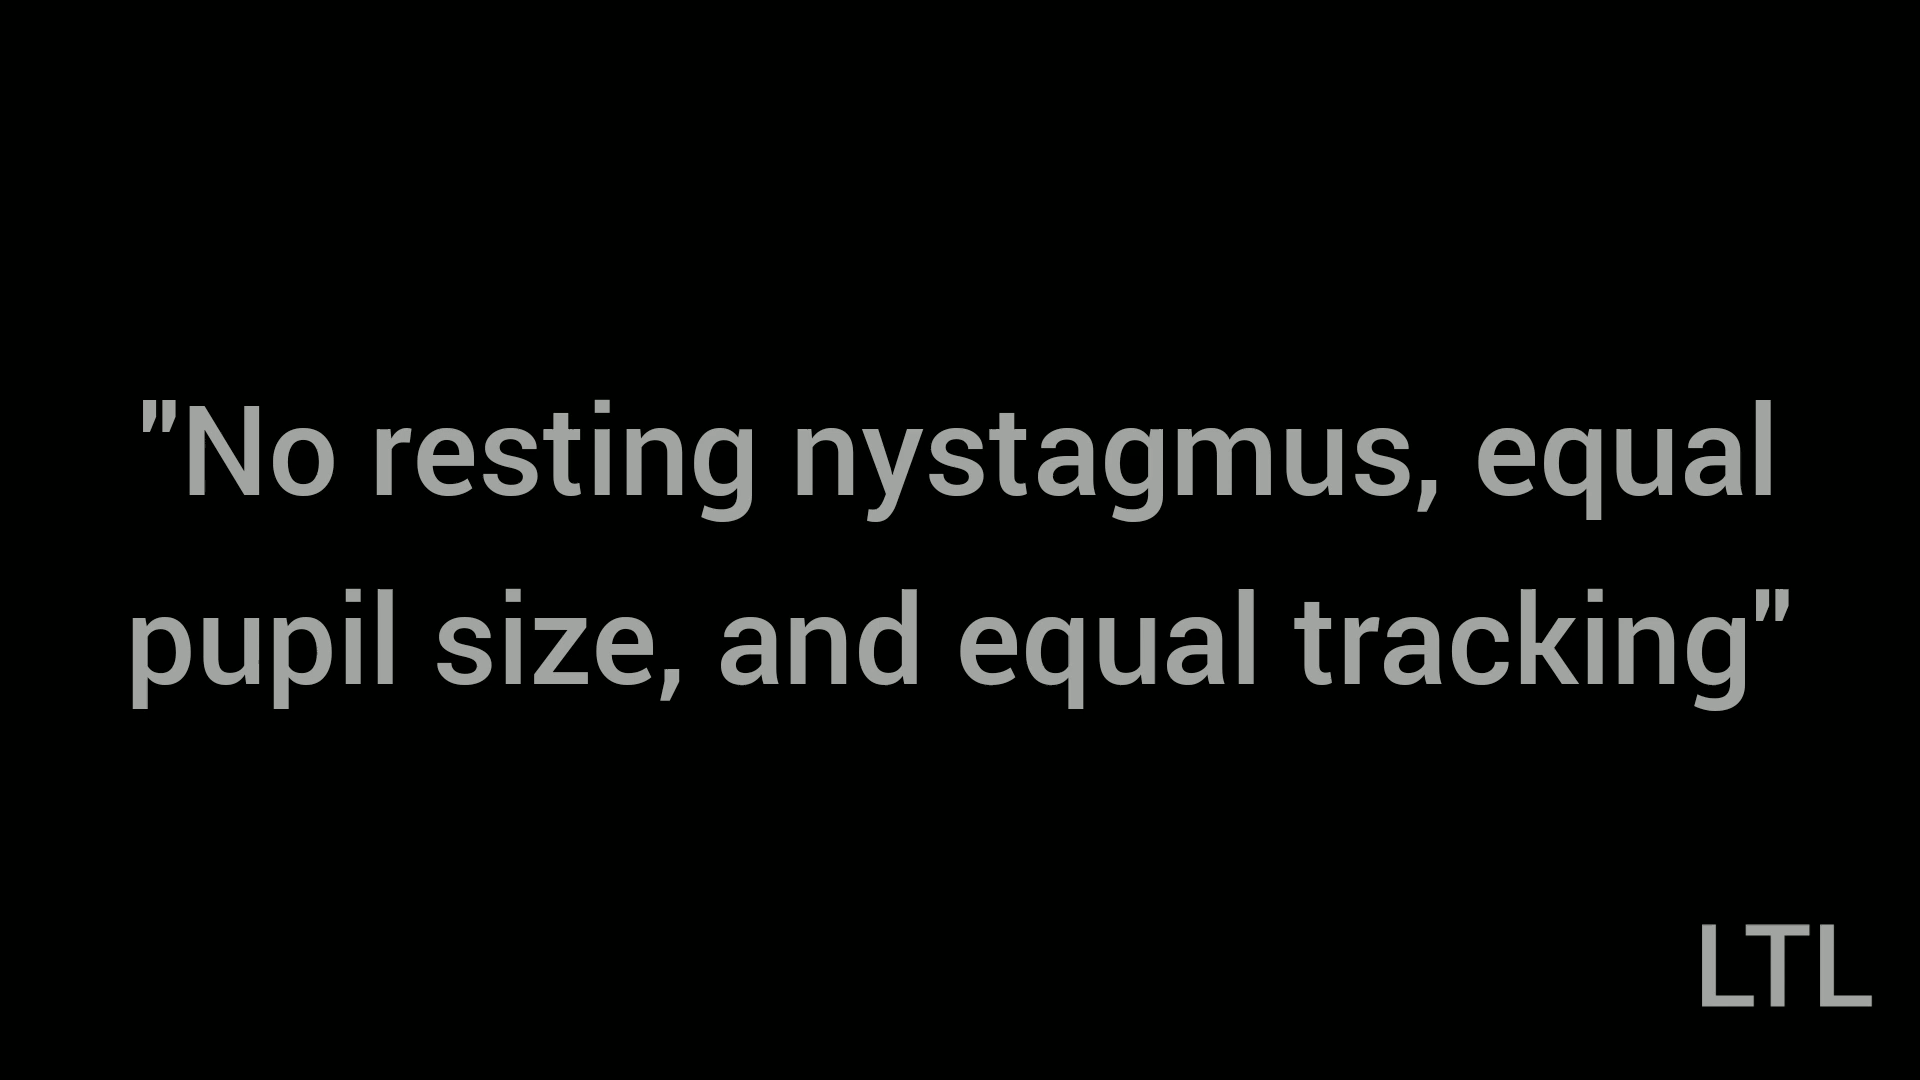 "No resting nystagmus, equal
pupil size, and equal tracking"
LTL